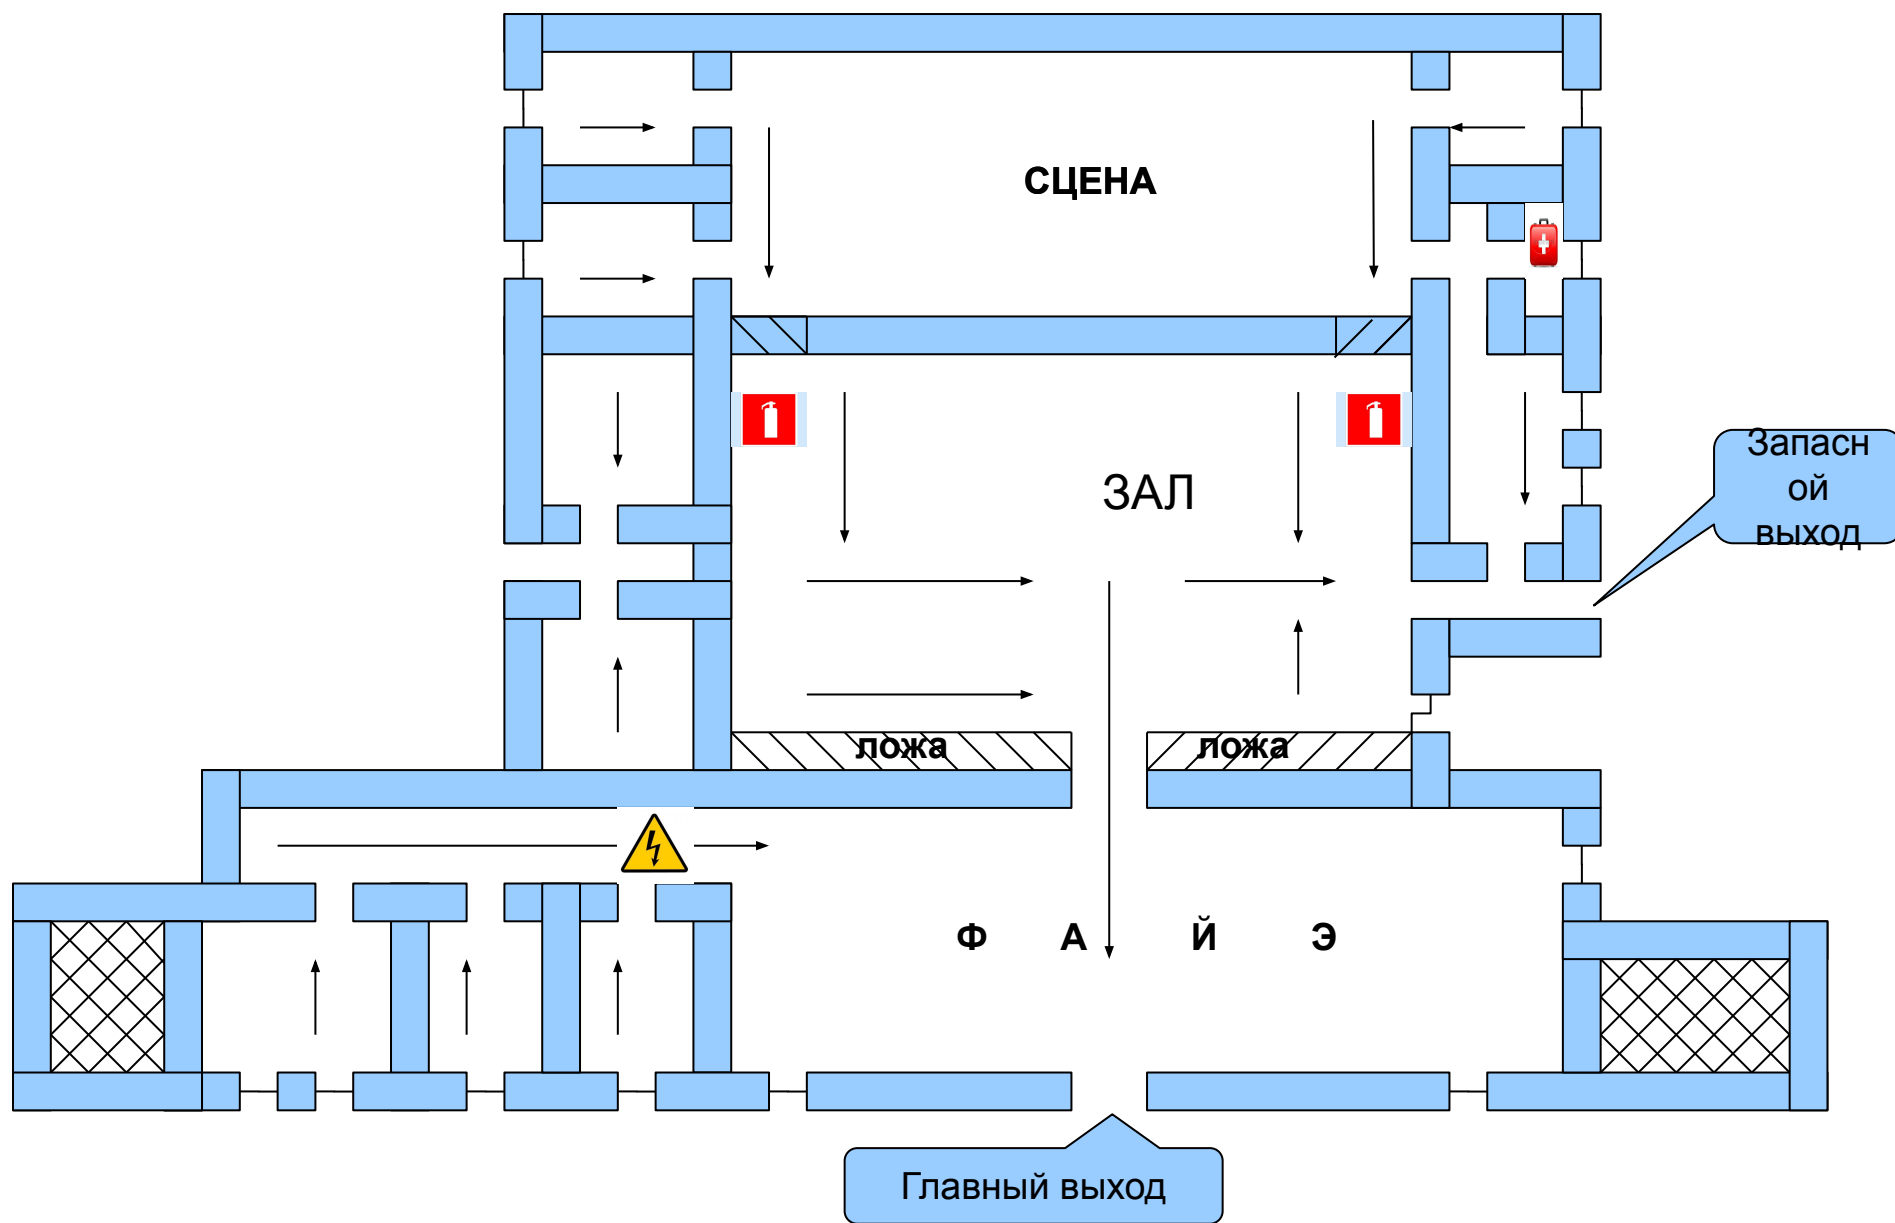 СЦЕНА
ЗАЛ
Запасн
ой
выход
ложа
ложа
Ф А Й Э
Главный выход